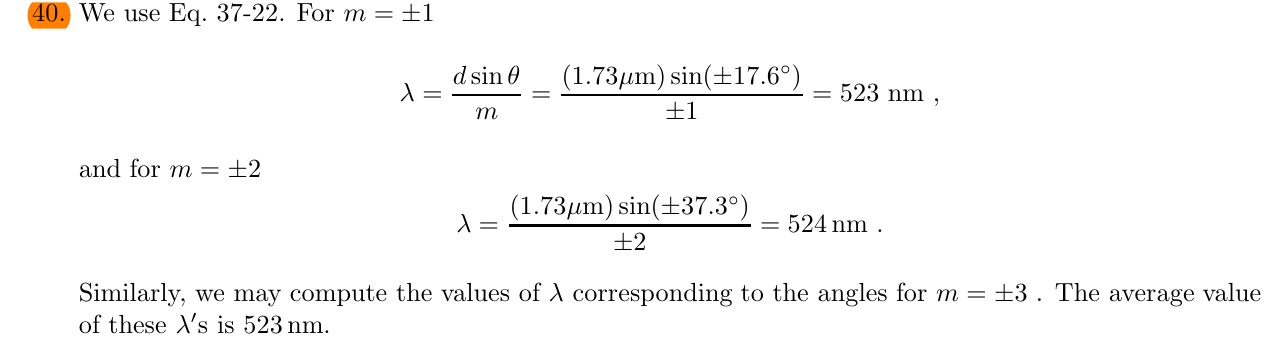 40. We use Eq. 37-22. For m = ±1
λ = d sin θ / m = (1.73μm) sin(±17.6°) / ±1 = 523 nm ,
and for m = ±2
λ = (1.73μm) sin(±37.3°) / ±2 = 524 nm .
Similarly, we may compute the values of λ corresponding to the angles for m = ±3 . The average value
of these λ′s is 523 nm.